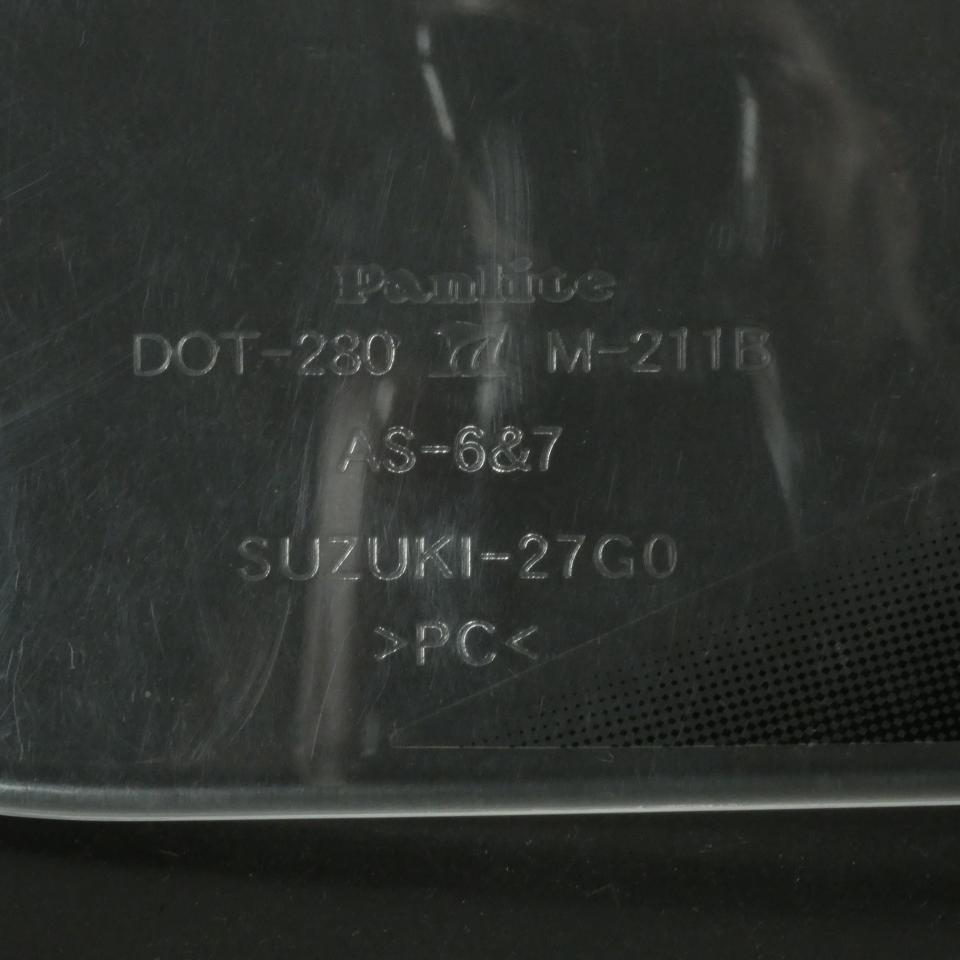 Panlite
DOT-280 M-211B
AS-6&7
SUZUKI-27G0
>PC<